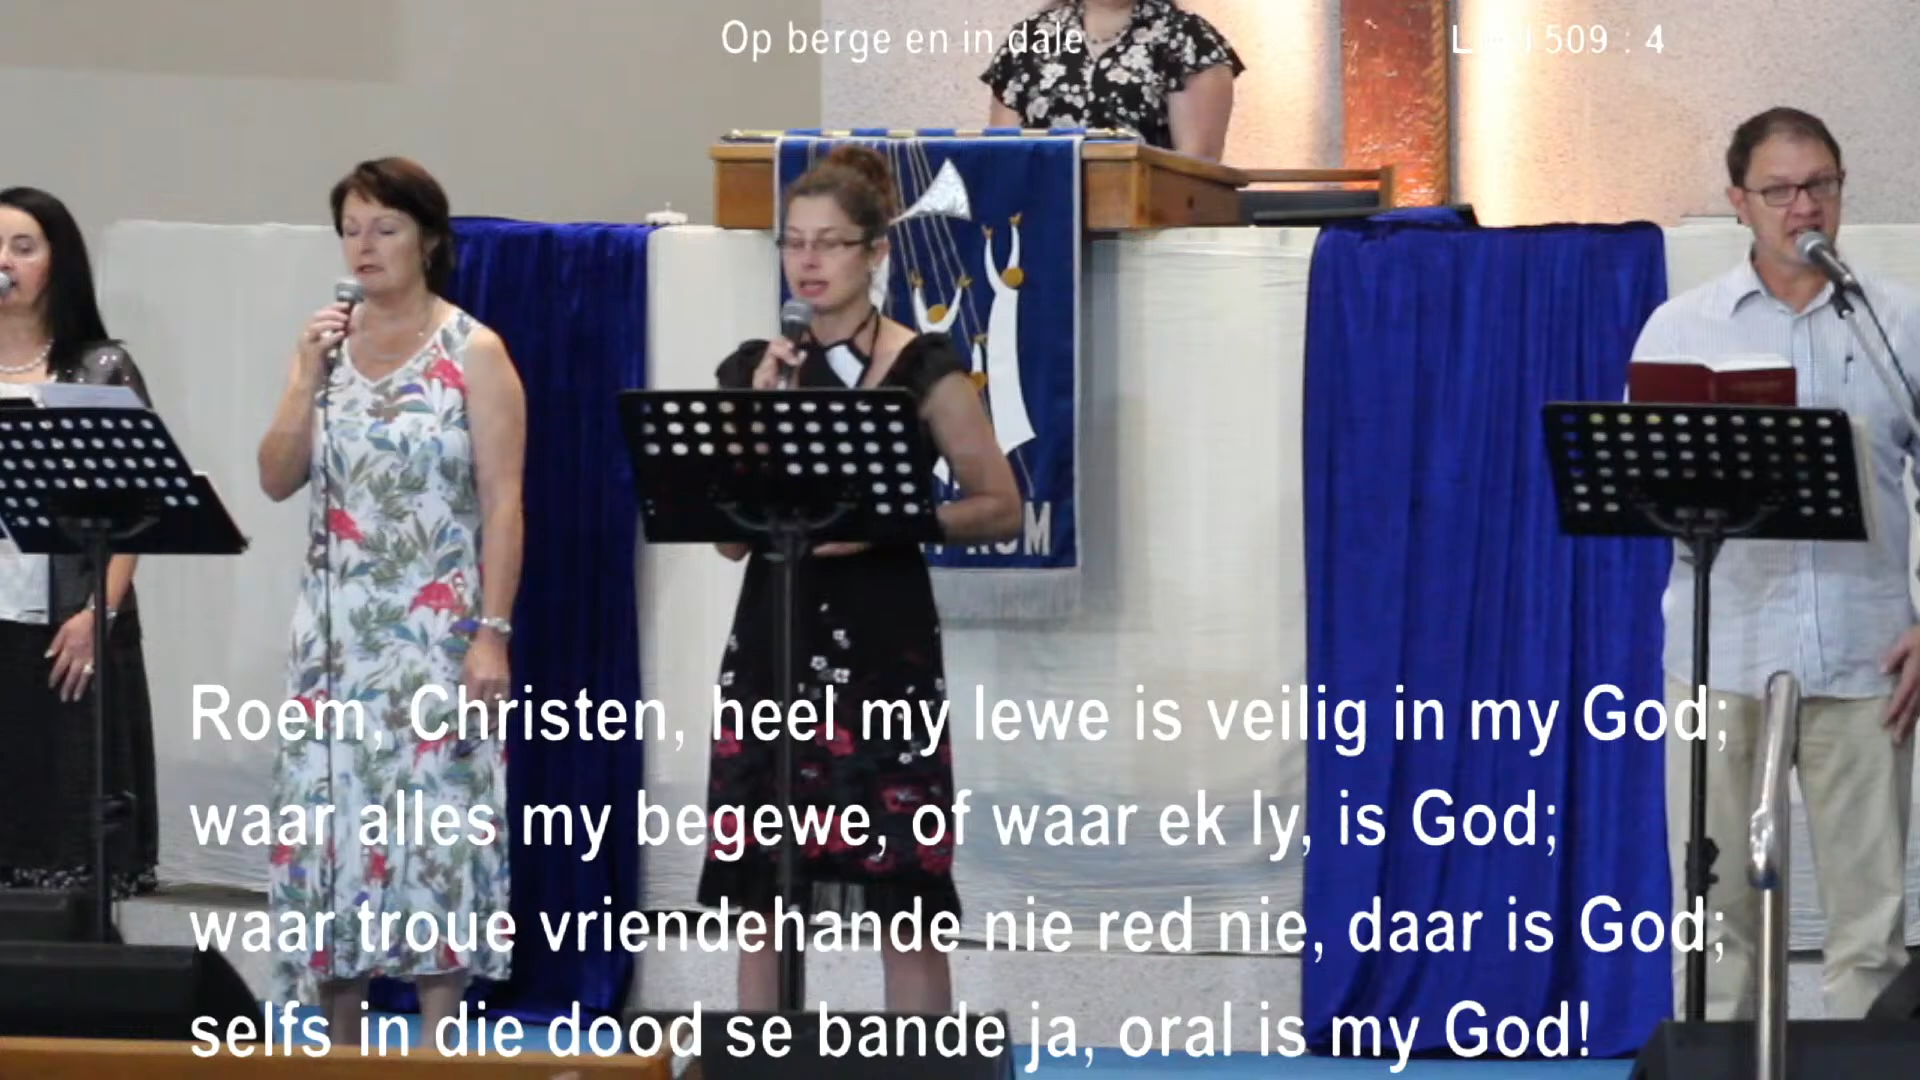 Op berge en in dale
509 : 4
Roem, Christen, heel my lewe is veilig in my God;
waar alles my begewe, of waar ek ly, is God;
waar troue vriendehande nie red nie, daar is God;
selfs in die dood se bande ja, oral is my God!